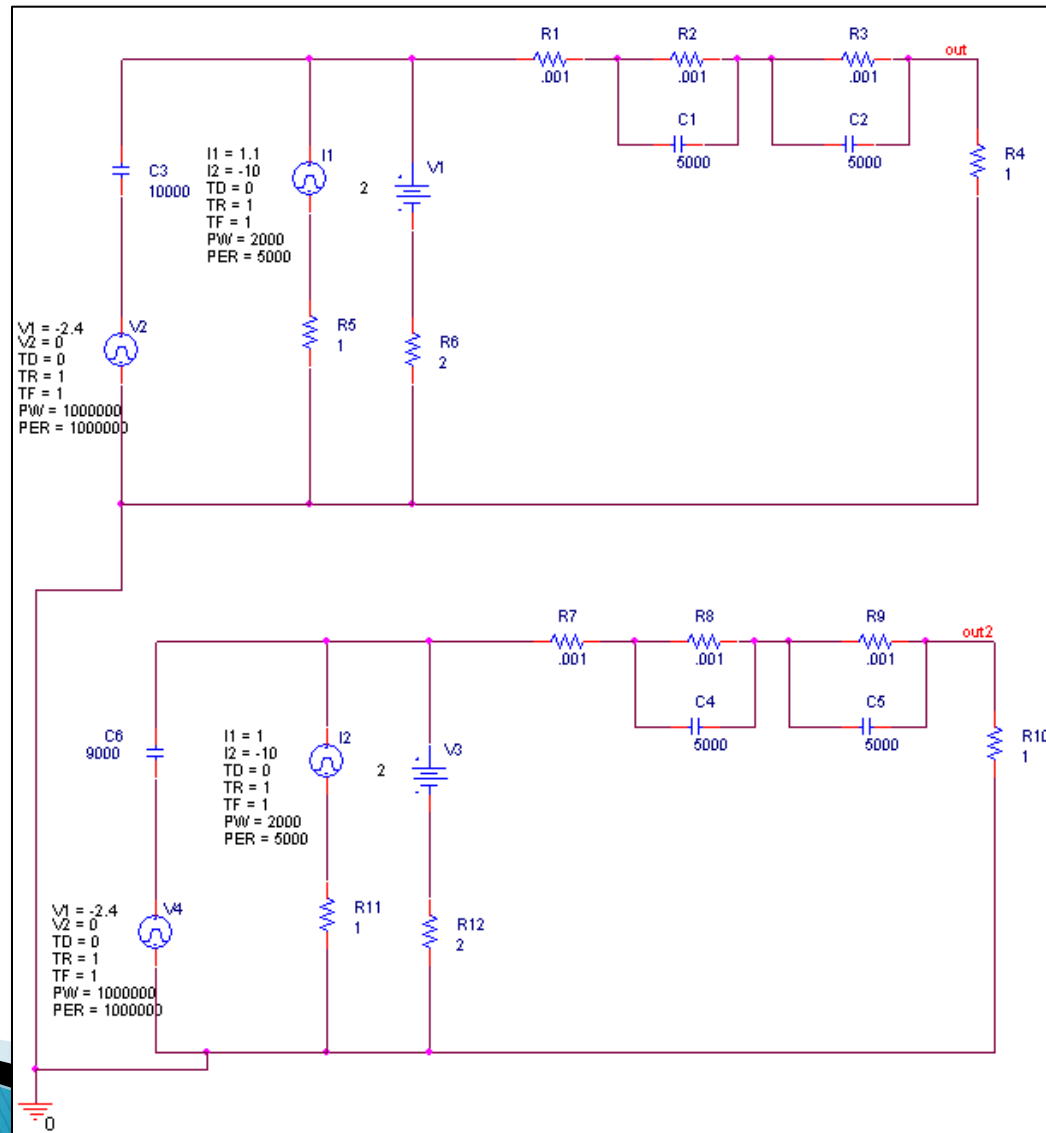 R1
R2
R3
out
.001
.001
.001
C1
C2
5000
5000
R4
1
C3
10000
I1 = 1.1
I2 = -10
TD = 0
TR = 1
TF = 1
PW = 2000
PER = 5000
I1
V1
2
V1 = -2.4
V2 = 0
TD = 0
TR = 1
TF = 1
PW = 1000000
PER = 1000000
V2
R5
1
R6
2
R7
R8
R9
out2
.001
.001
.001
C4
C5
5000
5000
R10
1
C6
9000
I1 = 1
I2 = -10
TD = 0
TR = 1
TF = 1
PW = 2000
PER = 5000
I2
V3
2
V1 = -2.4
V2 = 0
TD = 0
TR = 1
TF = 1
PW = 1000000
PER = 1000000
V4
R11
1
R12
2
0